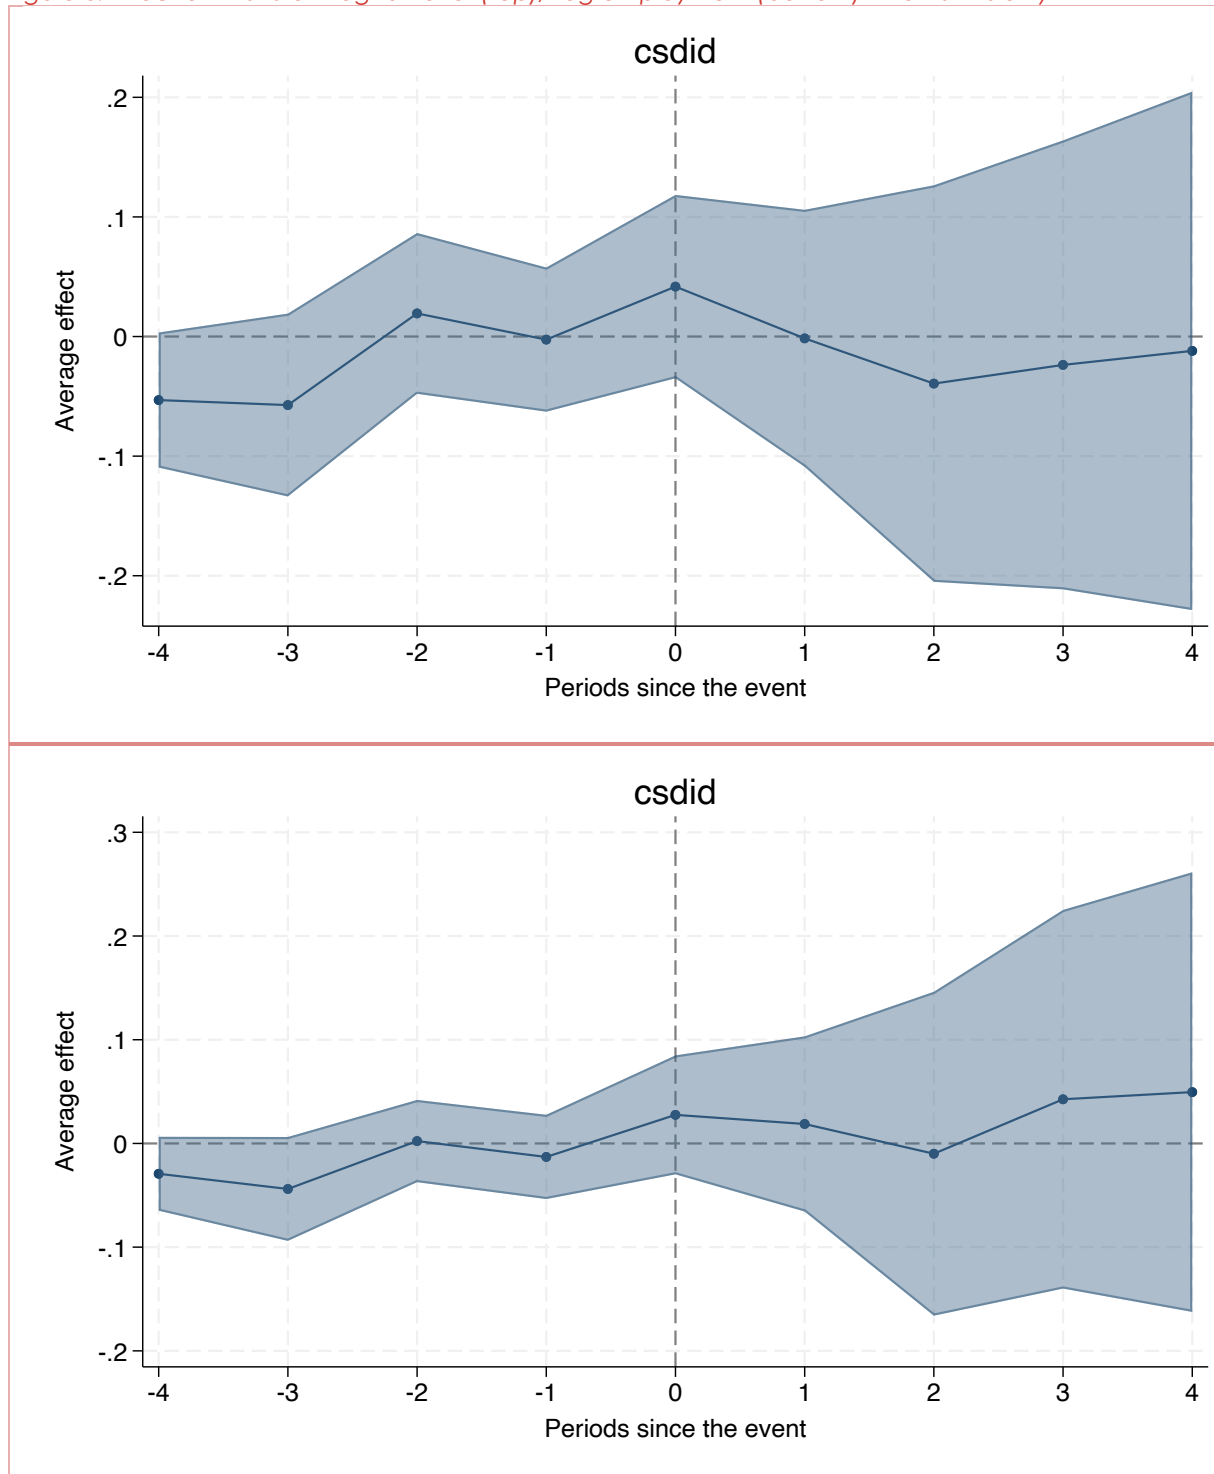 csdid
.2
.1
0
-.1
-.2
Average effect
-4 -3 -2 -1 0 1 2 3 4
Periods since the event
csdid
.3
.2
.1
0
-.1
-.2
Average effect
-4 -3 -2 -1 0 1 2 3 4
Periods since the event